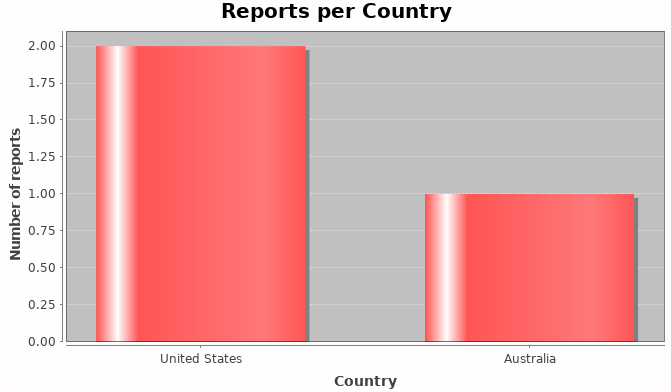 Reports per Country
Number of reports
2.00
1.75
1.50
1.25
1.00
0.75
0.50
0.25
0.00
United States
Australia
Country